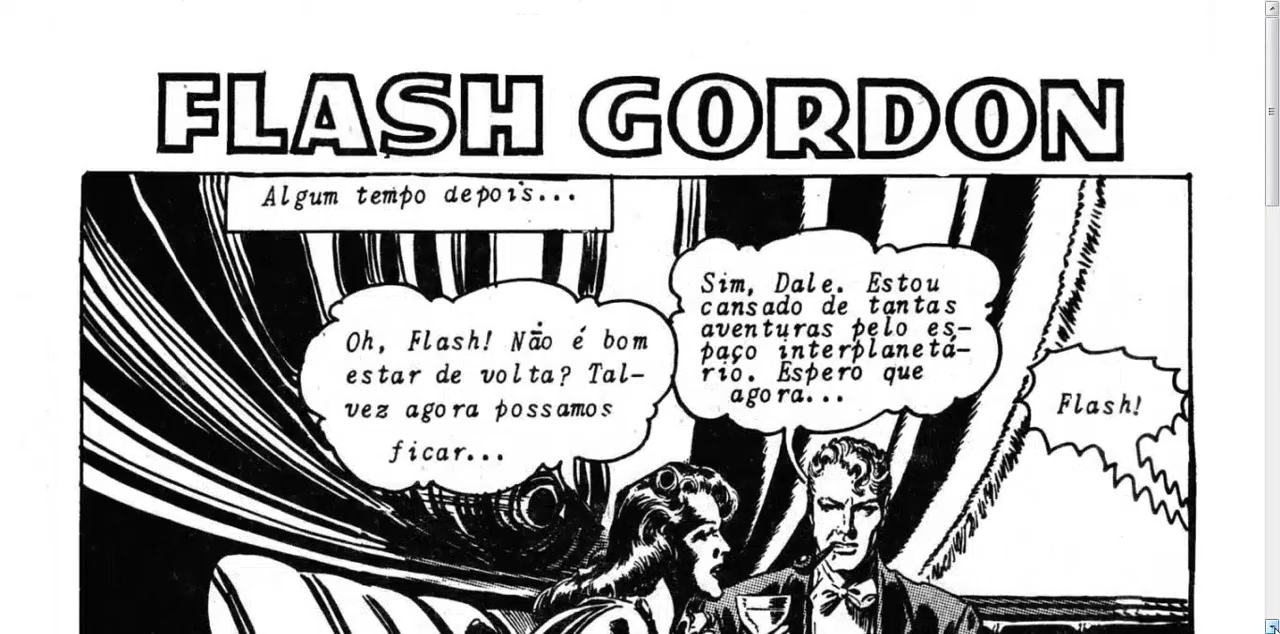 FLASH GORDON
Algum tempo depois...
Oh, Flash! Não é bom
estar de volta? Tal-
vez agora possamos
ficar...
Sim, Dale. Estou
cansado de tantas
aventuras pelo es-
paço interplanetá-
rio. Espero que
agora...
Flash!